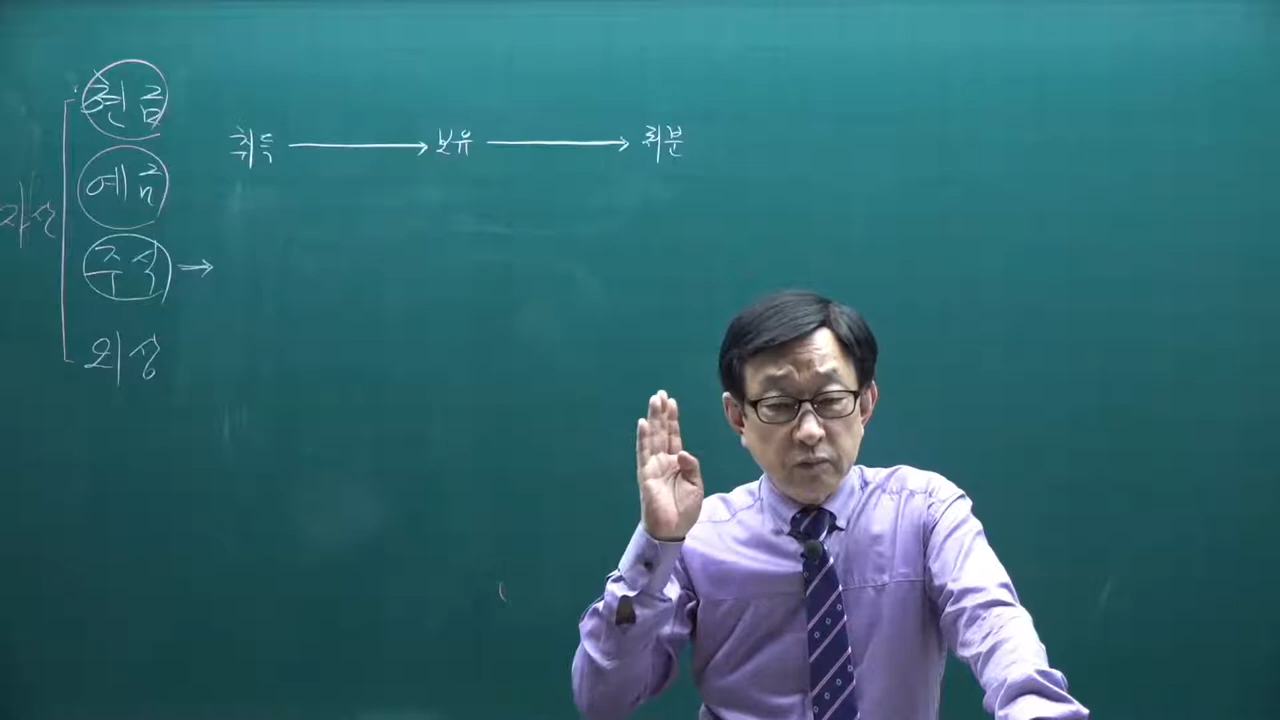 현금
취득 → 보유 → 처분
예금
자산
주식 →
외상